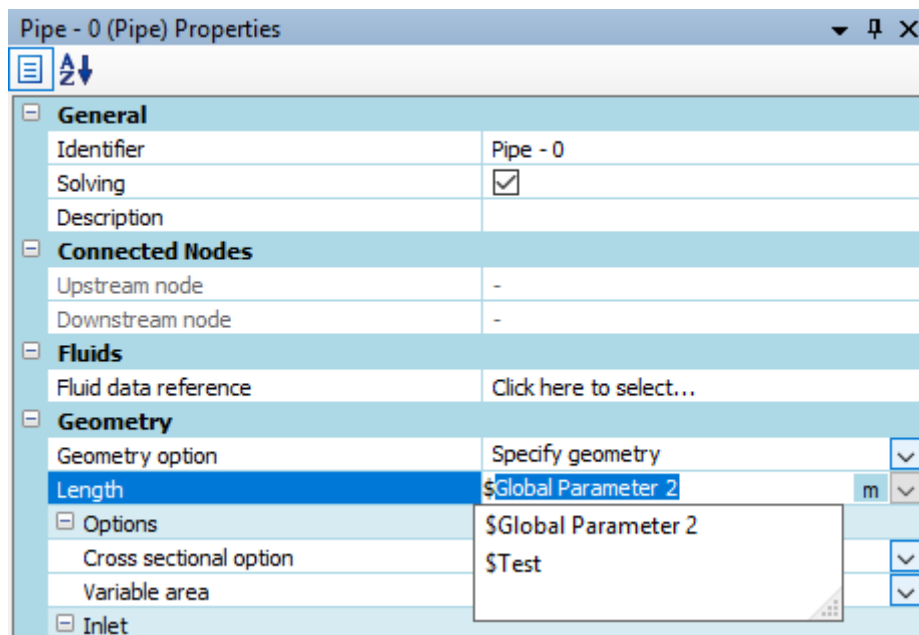 Pipe - 0 (Pipe) Properties
General
Identifier Pipe - 0
Solving
Description
Connected Nodes
Upstream node -
Downstream node -
Fluids
Fluid data reference Click here to select...
Geometry
Geometry option Specify geometry
Length $Global Parameter 2 m
Options $Global Parameter 2
Cross sectional option $Test
Variable area
Inlet